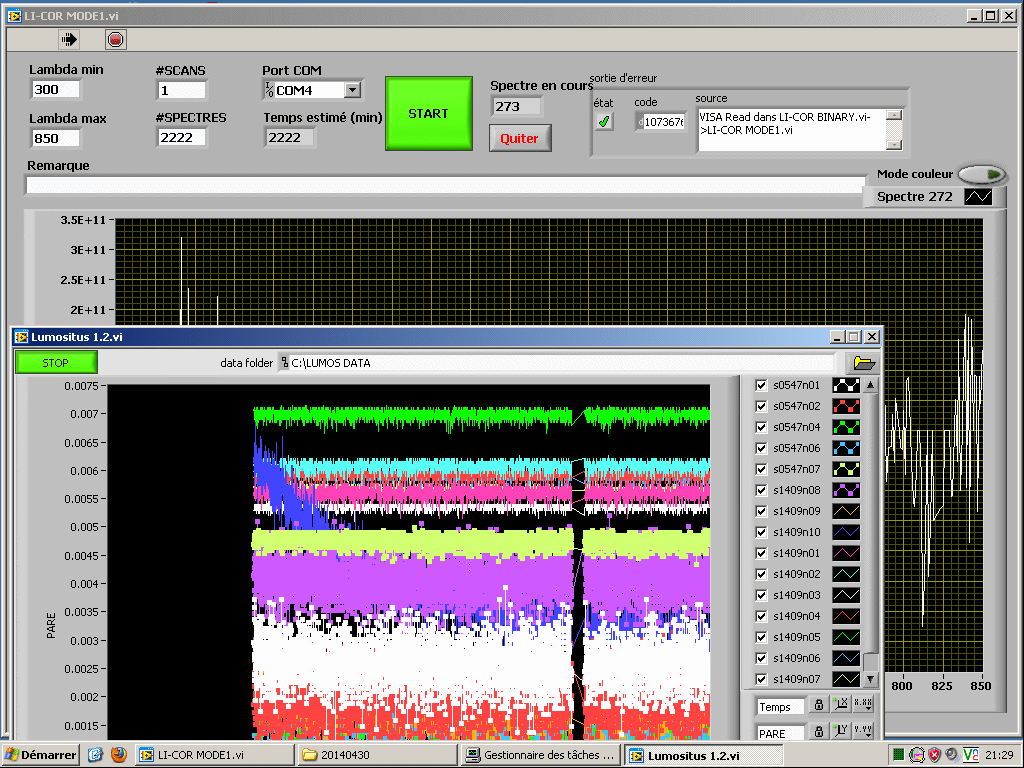 LI-COR MODE1.vi
Lambda min
300
Lambda max
850
#SCANS
1
#SPECTRES
2222
Port COM
COM4
Temps estimé (min)
2222
START
Spectre en cours
273
Quiter
sortie d'erreur
état
code
1073676
source
VISA Read dans LI-COR BINARY.vi-
>LI-COR MODE1.vi
Remarque
Mode couleur
Spectre 272
3.5E+11
3E+11
2.5E+11
2E+11
800 825 850
Lumositus 1.2.vi
STOP
data folder
C:\LUMOS DATA
0.0075
0.007
0.0065
0.006
0.0055
0.005
0.0045
0.004
0.0035
0.003
0.0025
0.002
0.0015
PARE
s0547n01
s0547n02
s0547n04
s0547n06
s0547n07
s1409n08
s1409n09
s1409n10
s1409n01
s1409n02
s1409n03
s1409n04
s1409n05
s1409n06
s1409n07
Temps
PARE
Démarrer
LI-COR MODE1.vi
20140430
Gestionnaire des tâches ...
Lumositus 1.2.vi
21:29